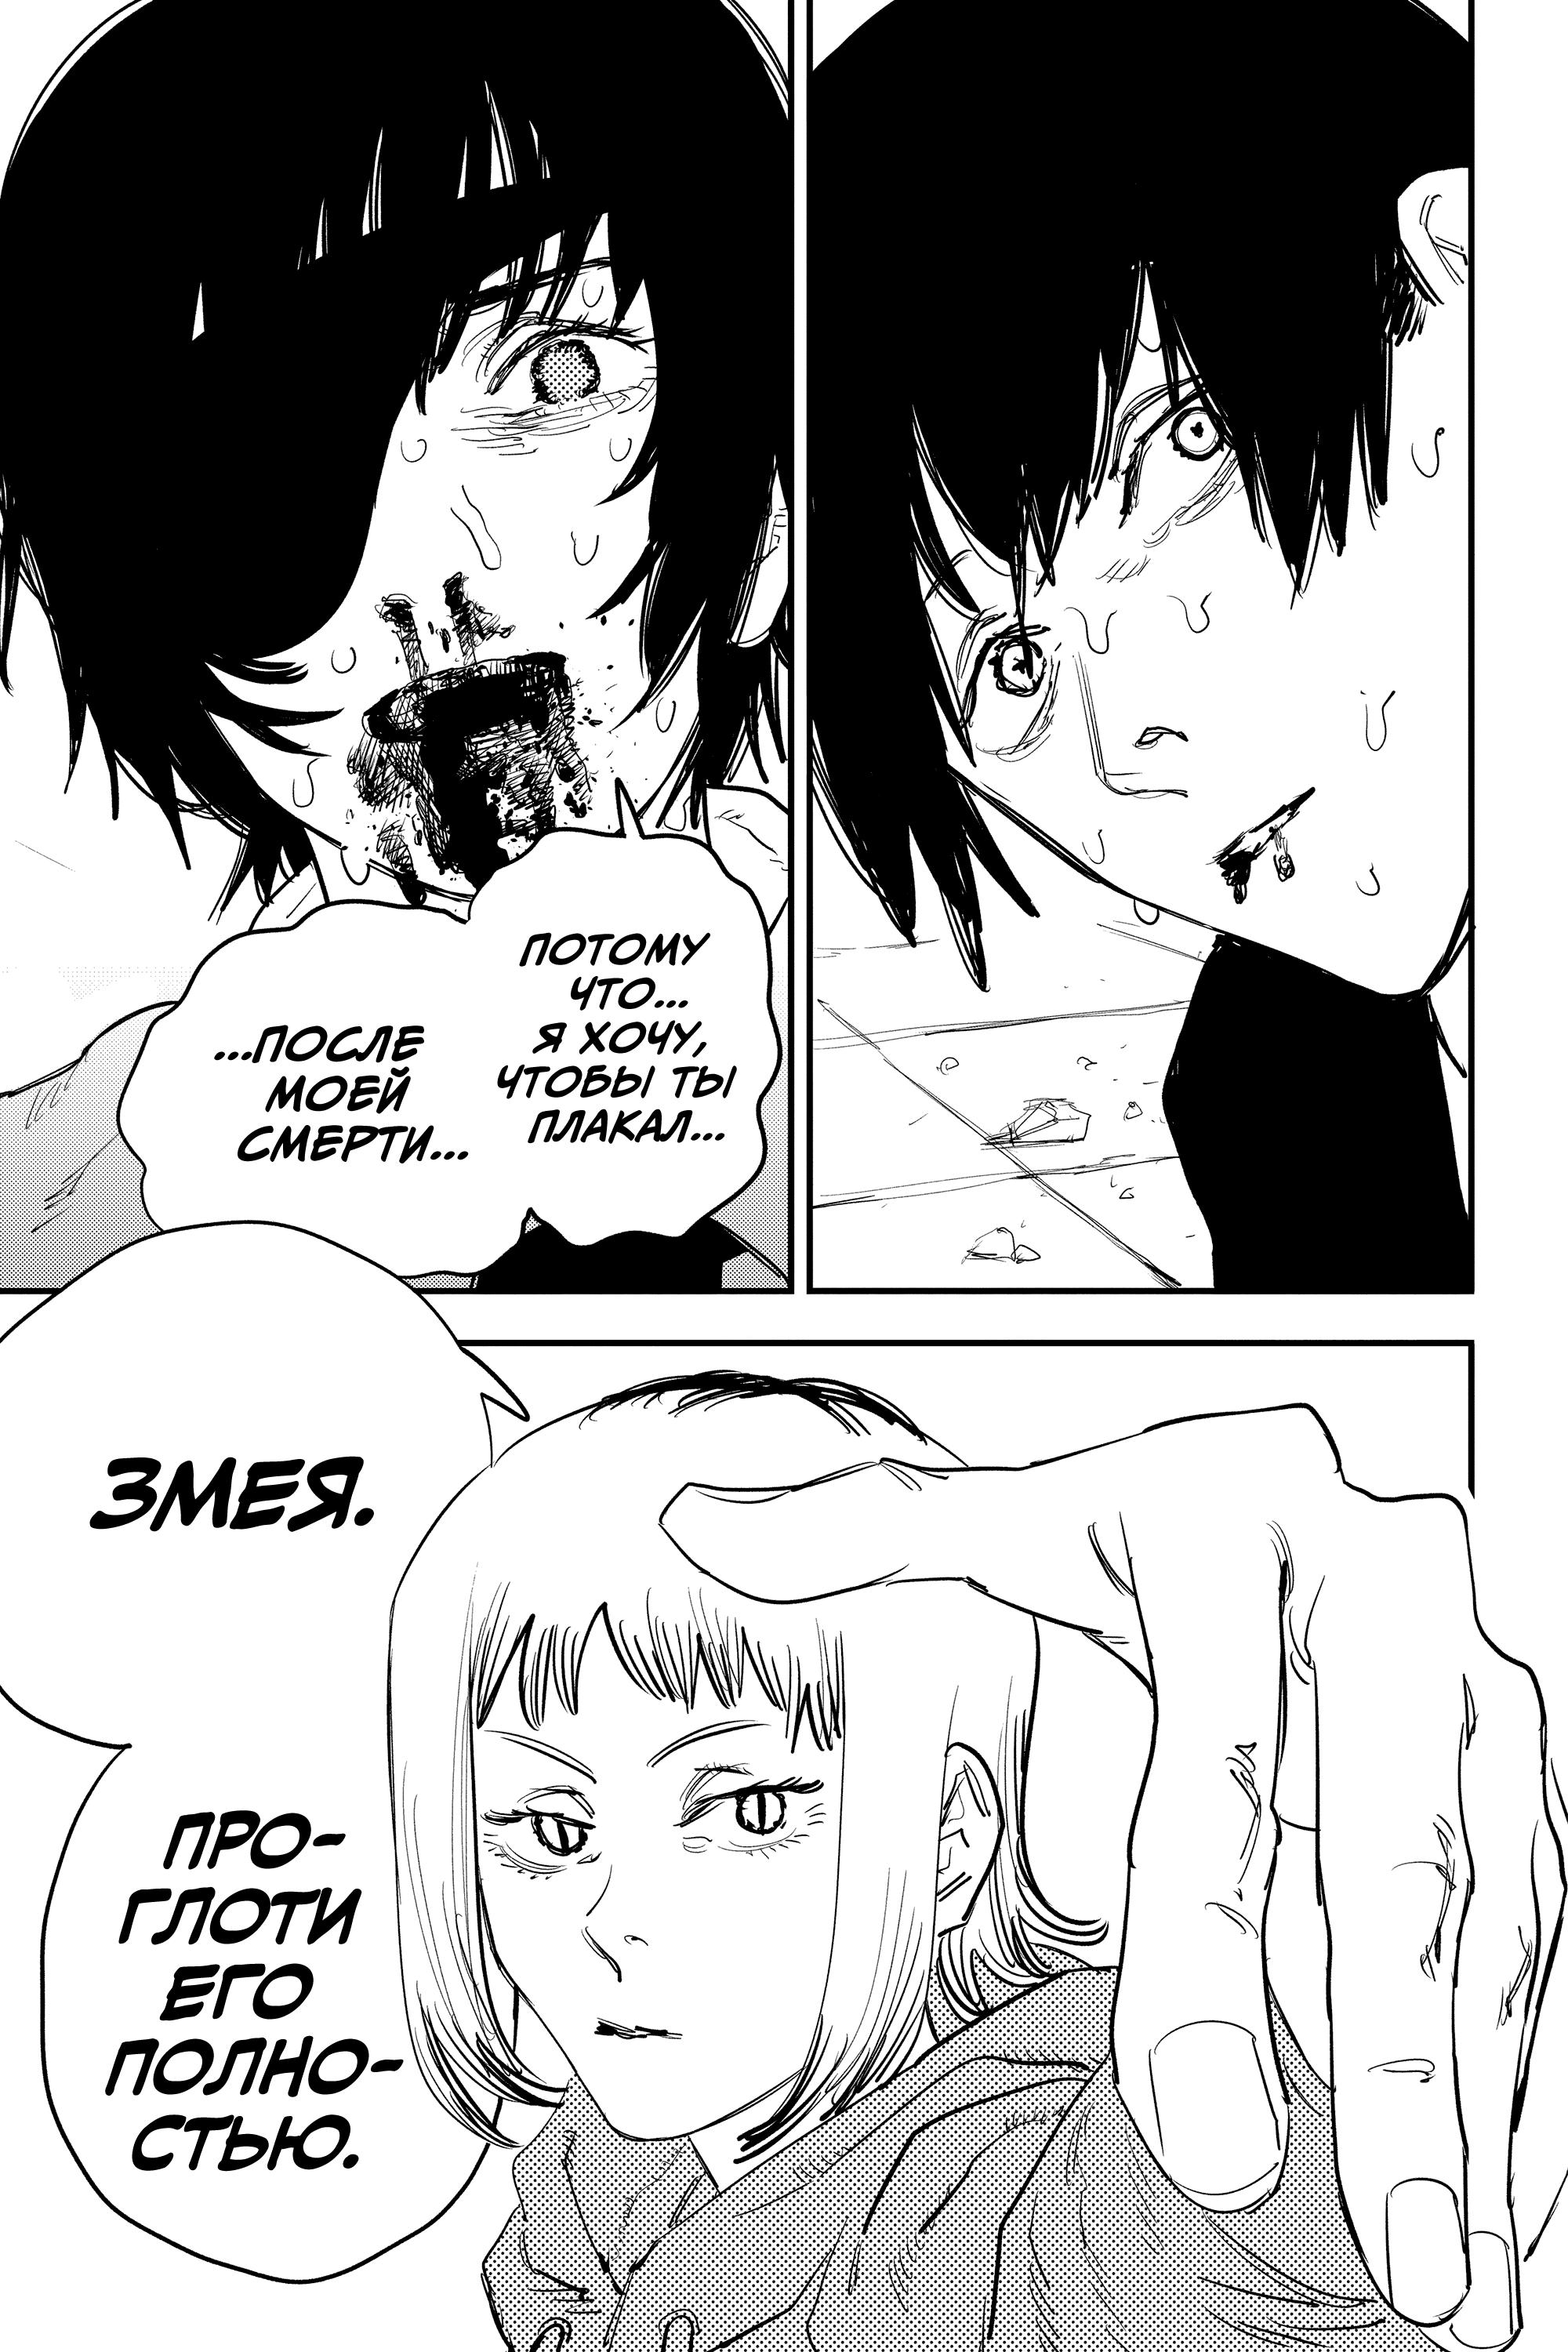 ПОТОМУ
ЧТО...
Я ХОЧУ,
ЧТОБЫ ТЫ
ПЛАКАЛ...
...ПОСЛЕ
МОЕЙ
СМЕРТИ...
ЗМЕЯ.
ПРО-
ГЛОТИ
ЕГО
ПОЛНО-
СТЬЮ.